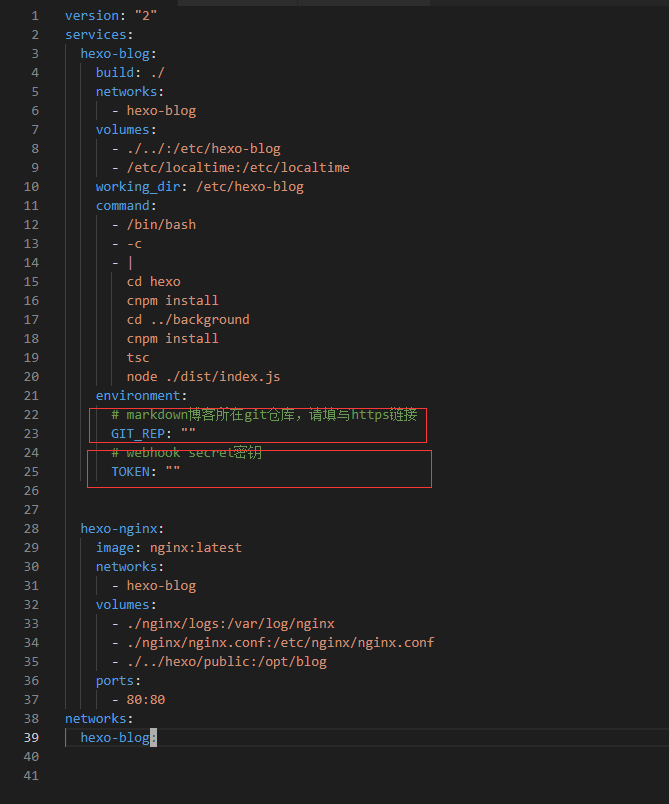 1 version: "2"
2 services:
3 hexo-blog:
4 build: ./
5 networks:
6 - hexo-blog
7 volumes:
8 - ./../:/etc/hexo-blog
9 - /etc/localtime:/etc/localtime
10 working_dir: /etc/hexo-blog
11 command:
12 - /bin/bash
13 - -c
14 - |
15 cd hexo
16 cnpm install
17 cd ../background
18 cnpm install
19 tsc
20 node ./dist/index.js
21 environment:
22 # markdown博客所在git仓库，请填写https链接
23 GIT_REP: ""
24 # webhook secret密钥
25 TOKEN: ""
26
27
28 hexo-nginx:
29 image: nginx:latest
30 networks:
31 - hexo-blog
32 volumes:
33 - ./nginx/logs:/var/log/nginx
34 - ./nginx/nginx.conf:/etc/nginx/nginx.conf
35 - ./../hexo/public:/opt/blog
36 ports:
37 - 80:80
38 networks:
39 hexo-blog:
40
41